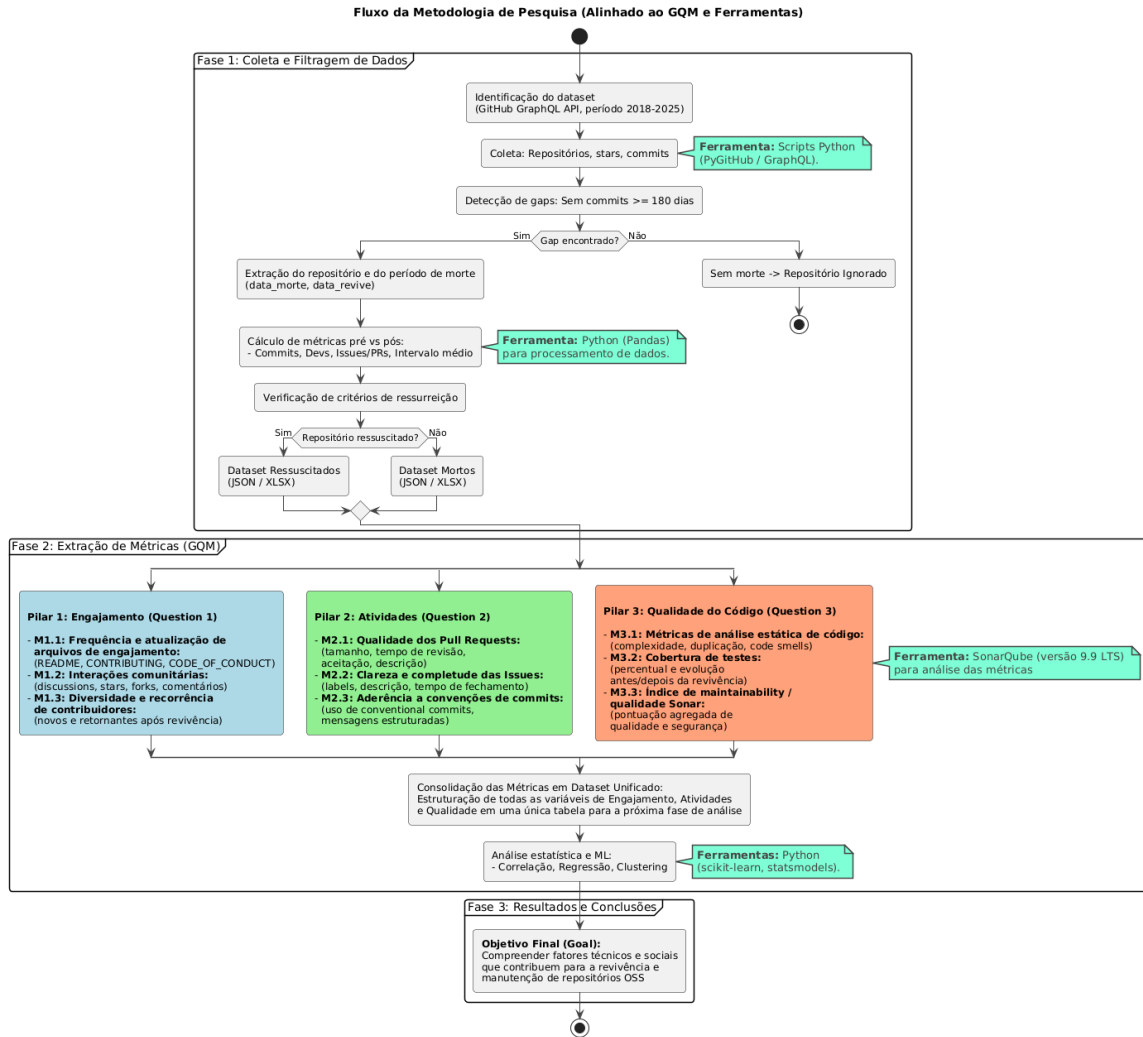 Fluxo da Metodologia de Pesquisa (Alinhado ao GQM e Ferramentas)
Fase 1: Coleta e Filtragem de Dados
Identificação do dataset
(GitHub GraphQL API, período 2018-2025)
Coleta: Repositórios, stars, commits
Ferramenta: Scripts Python
(PyGitHub / GraphQL).
Detecção de gaps: Sem commits >= 180 dias
Sim
Gap encontrado?
Não
Extração do repositório e do período de morte
(data_morte, data_revive)
Sem morte -> Repositório Ignorado
Cálculo de métricas pré vs pós:
- Commits, Devs, Issues/PRs, Intervalo médio
Ferramenta: Python (Pandas)
para processamento de dados.
Verificação de critérios de ressurreição
Sim
Repositório ressuscitado?
Não
Dataset Ressuscitados
(JSON / XLSX)
Dataset Mortos
(JSON / XLSX)
Fase 2: Extração de Métricas (GQM)
Pilar 1: Engajamento (Question 1)
- M1.1: Frequência e atualização de
arquivos de engajamento:
(README, CONTRIBUTING, CODE_OF_CONDUCT)
- M1.2: Interações comunitárias:
(discussions, stars, forks, comentários)
- M1.3: Diversidade e recorrência
de contribuidores:
(novos e retornantes após revivência)
Pilar 2: Atividades (Question 2)
- M2.1: Qualidade dos Pull Requests:
(tamanho, tempo de revisão,
aceitação, descrição)
- M2.2: Clareza e completude das Issues:
(labels, descrição, tempo de fechamento)
- M2.3: Aderência a convenções de commits:
(uso de conventional commits,
mensagens estruturadas)
Pilar 3: Qualidade do Código (Question 3)
- M3.1: Métricas de análise estática de código:
(complexidade, duplicação, code smells)
- M3.2: Cobertura de testes:
(percentual e evolução
antes/depois da revivência)
- M3.3: Índice de maintainability /
qualidade Sonar:
(pontuação agregada de
qualidade e segurança)
Ferramenta: SonarQube (versão 9.9 LTS)
para análise das métricas
Consolidação das Métricas em Dataset Unificado:
Estruturação de todas as variáveis de Engajamento, Atividades
e Qualidade em uma única tabela para a próxima fase de análise
Análise estatística e ML:
- Correlação, Regressão, Clustering
Ferramentas: Python
(scikit-learn, statsmodels).
Fase 3: Resultados e Conclusões
Objetivo Final (Goal):
Compreender fatores técnicos e sociais
que contribuem para a revivência e
manutenção de repositórios OSS